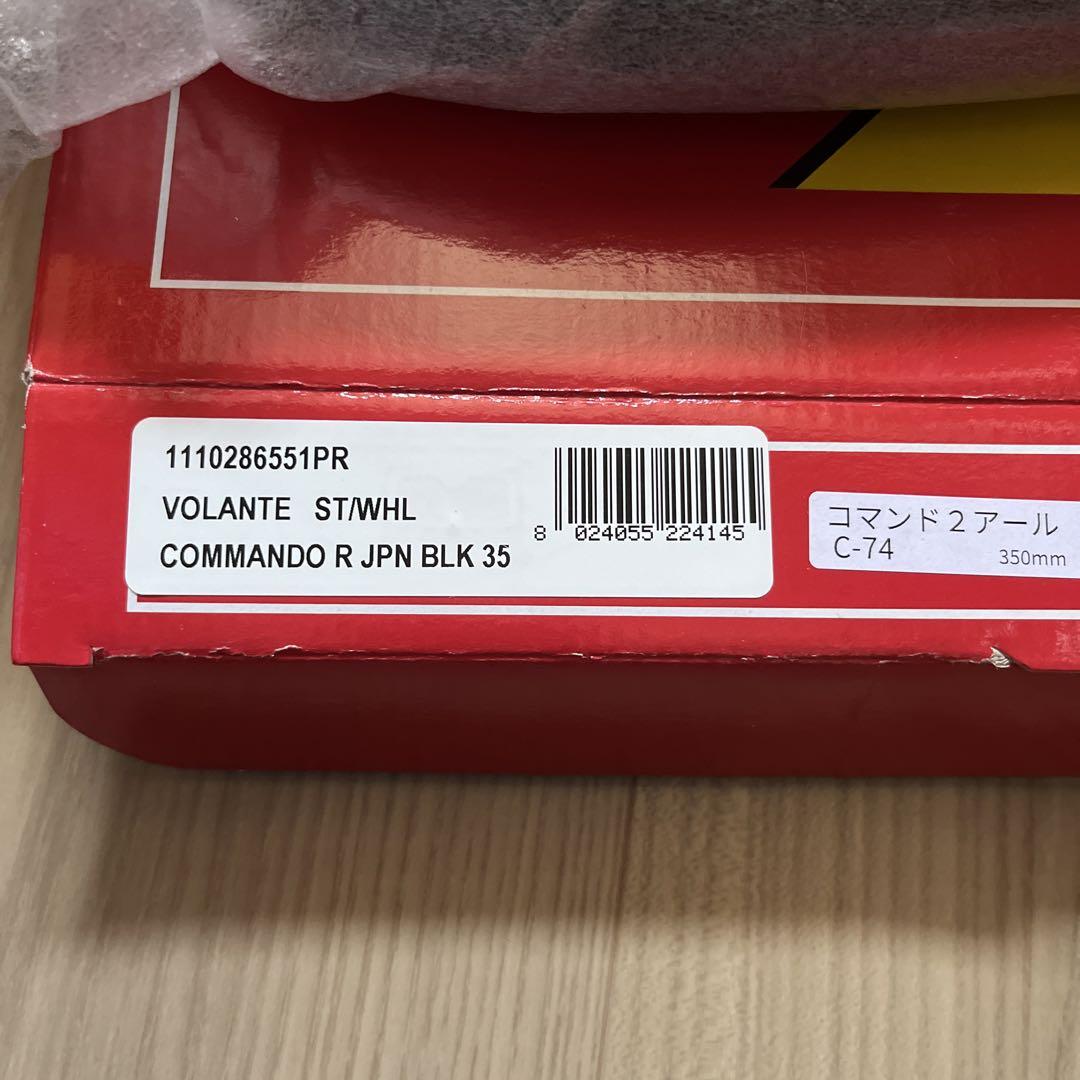 1110286551PR
VOLANTE ST/WHL
COMMANDO R JPN BLK 35
8 024055 224145
コマンド２アール
C-74
350mm